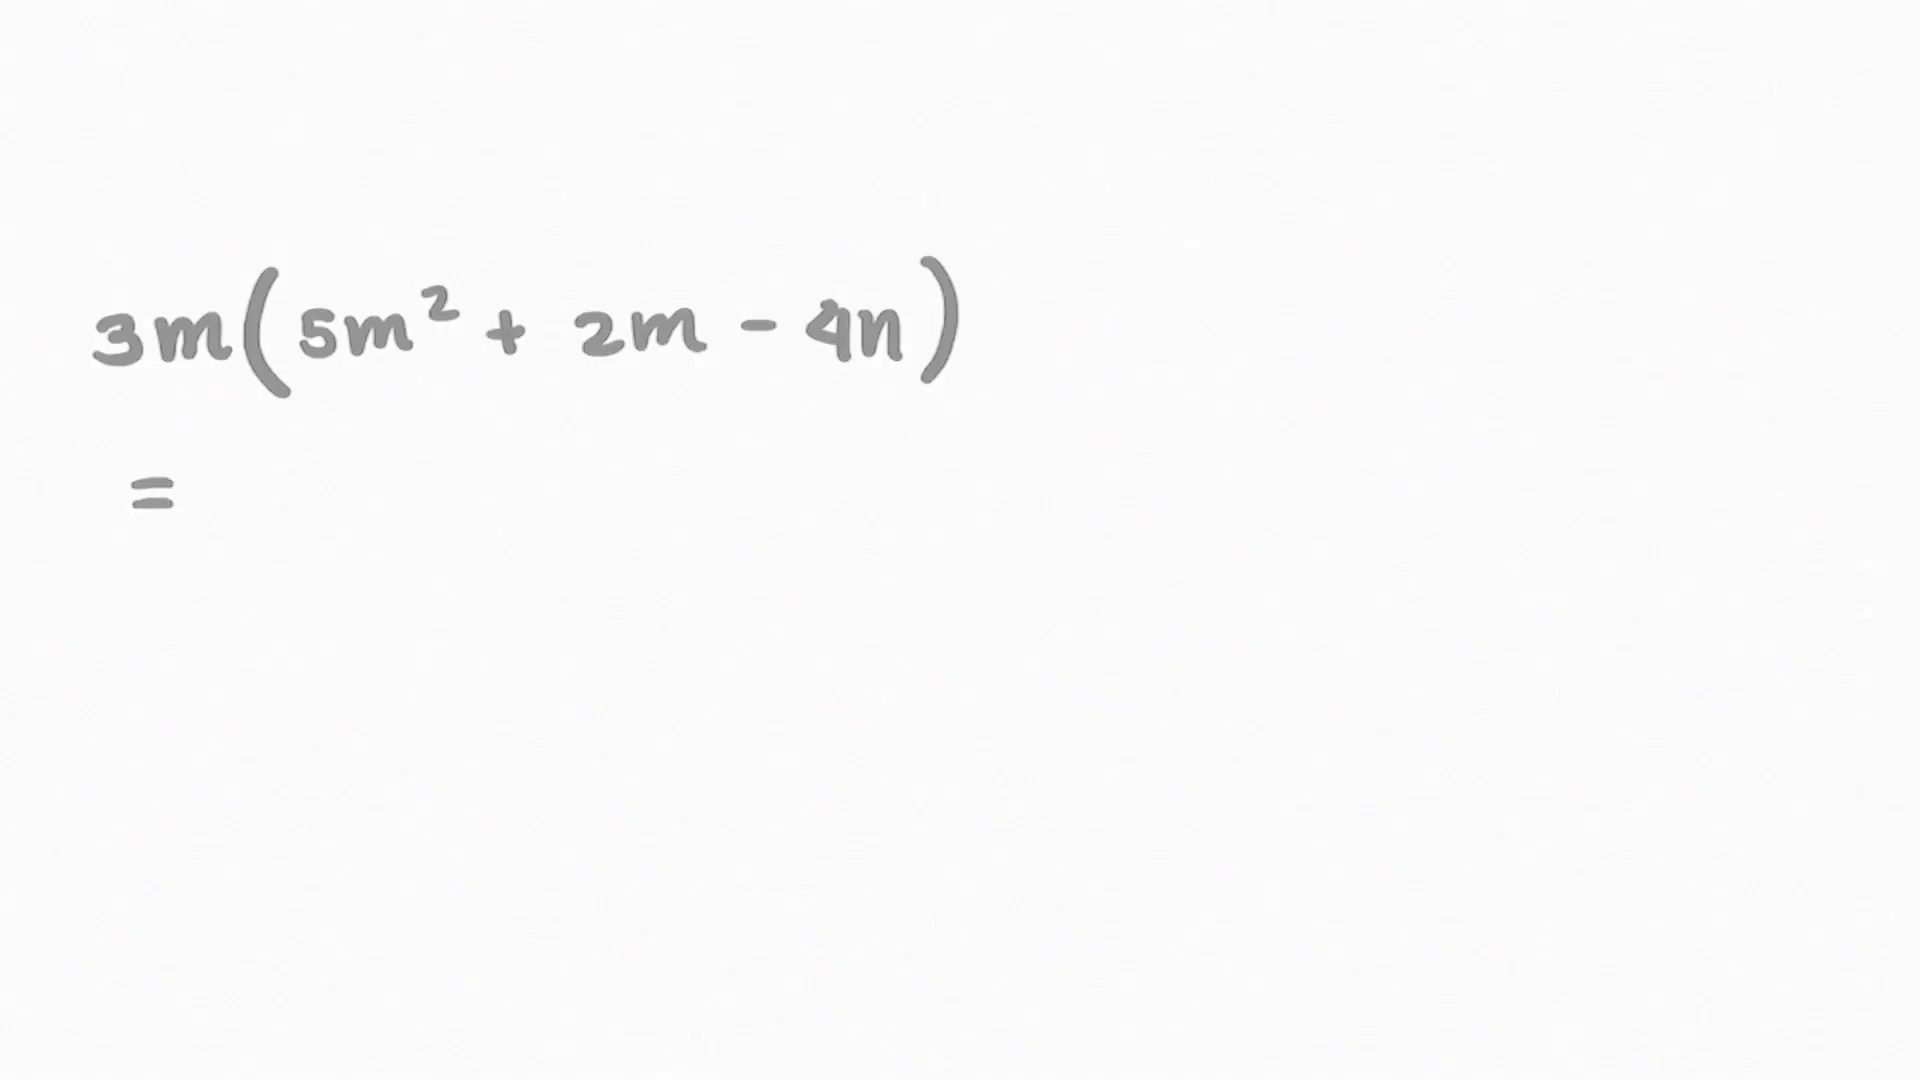 3m(5m² + 2m - 4n)
=